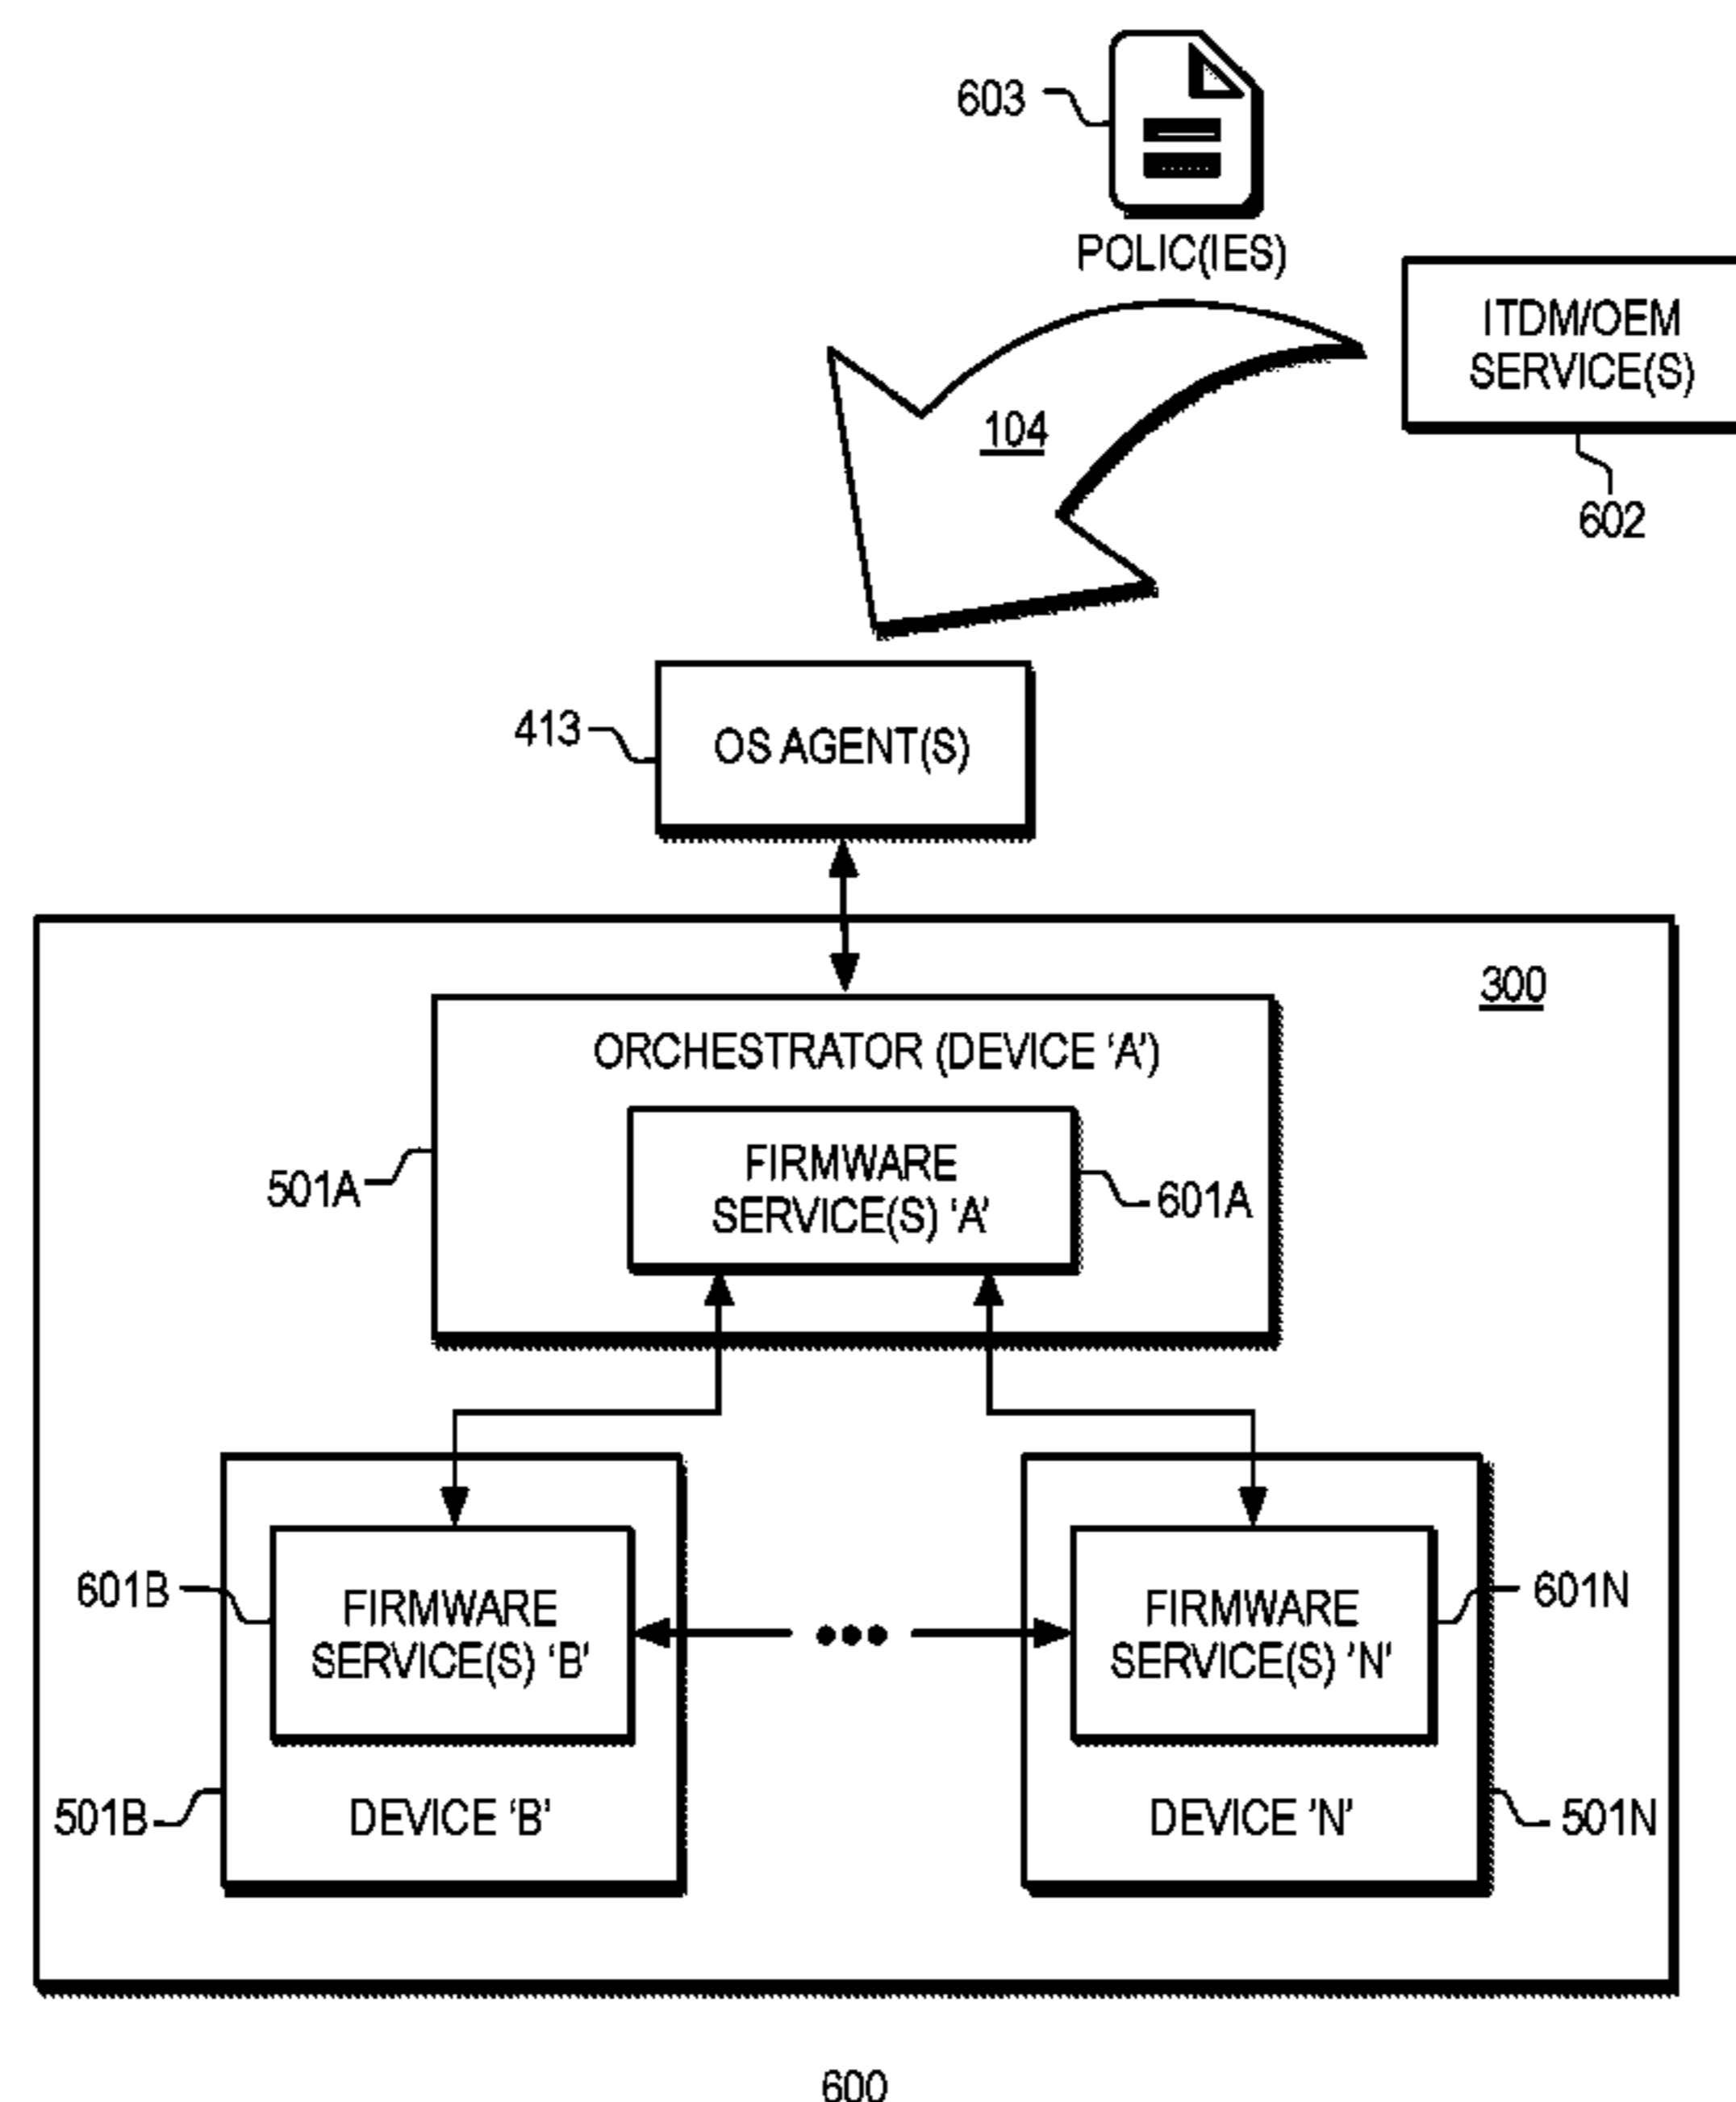 603
POLIC(IES)
ITDM/OEM
SERVICE(S)
104
602
413
OS AGENT(S)
300
ORCHESTRATOR (DEVICE 'A')
501A
FIRMWARE
SERVICE(S) 'A'
601A
601B
FIRMWARE
SERVICE(S) 'B'
FIRMWARE
SERVICE(S) 'N'
601N
501B
DEVICE 'B'
DEVICE 'N'
501N
600